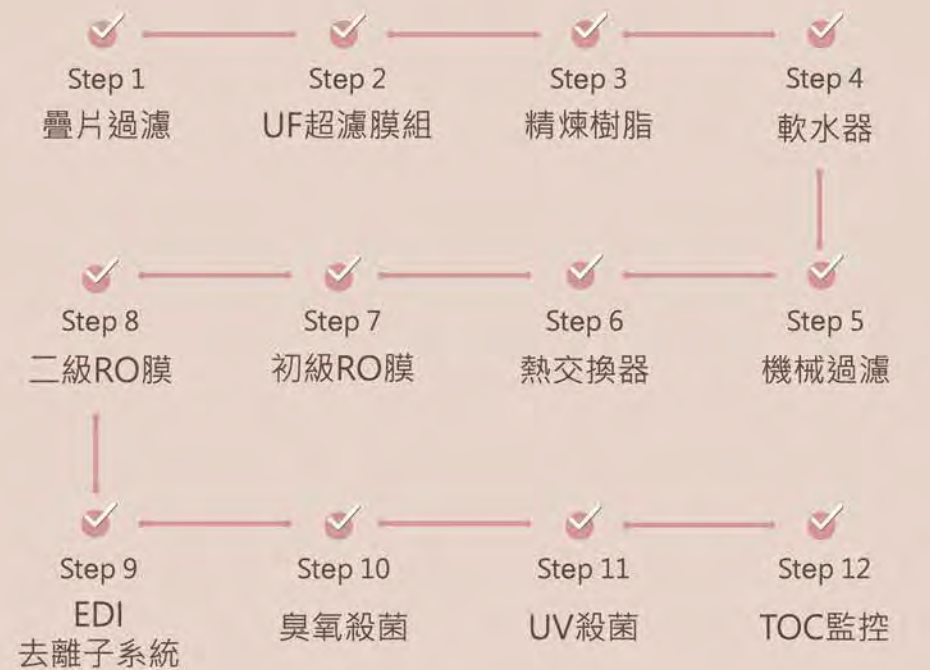 Step 1
疊片過濾
Step 2
UF超濾膜組
Step 3
精煉樹脂
Step 4
軟水器
Step 5
機械過濾
Step 6
熱交換器
Step 7
初級RO膜
Step 8
二級RO膜
Step 9
EDI
去離子系統
Step 10
臭氧殺菌
Step 11
UV殺菌
Step 12
TOC監控